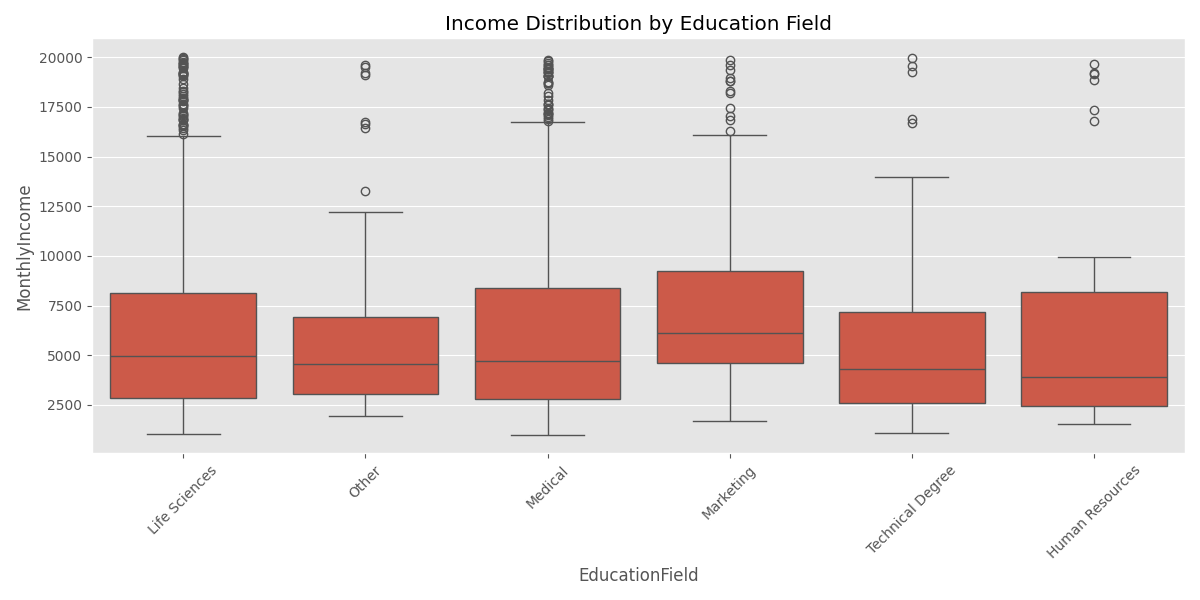 Income Distribution by Education Field
MonthlyIncome
20000
17500
15000
12500
10000
7500
5000
2500
Life Sciences
Other
Medical
Marketing
Technical Degree
Human Resources
EducationField